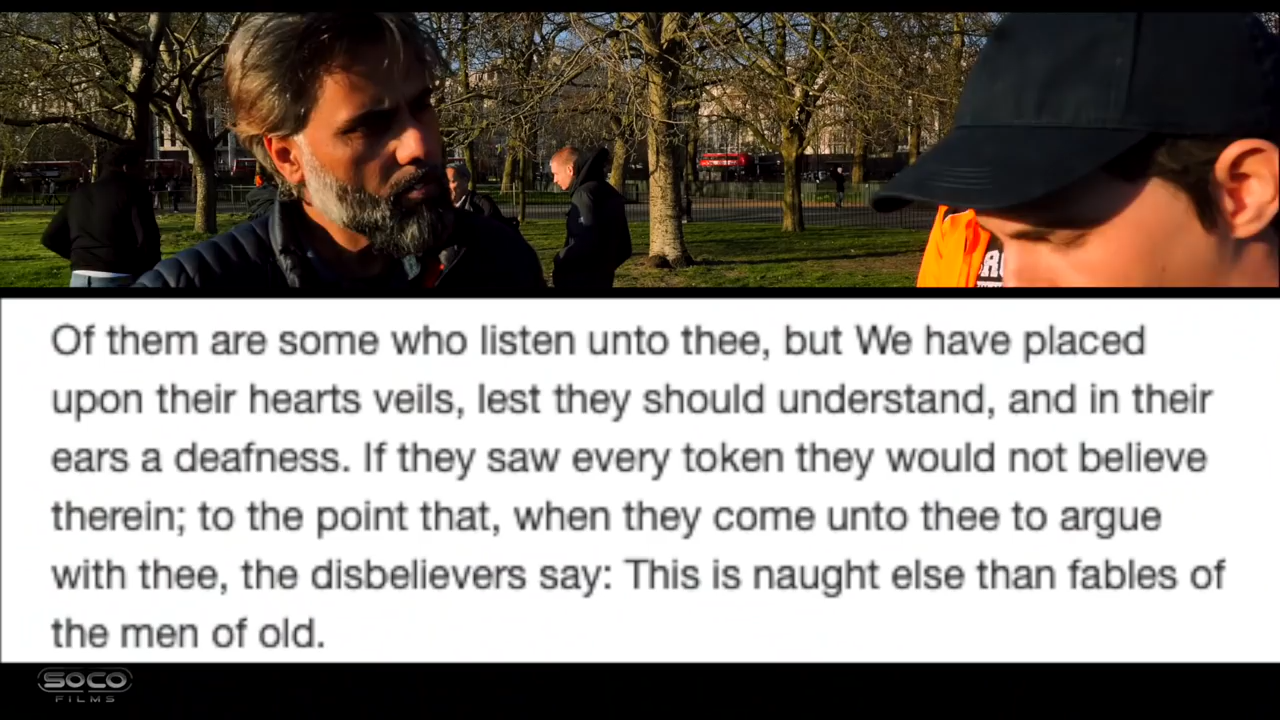 Of them are some who listen unto thee, but We have placed
upon their hearts veils, lest they should understand, and in their
ears a deafness. If they saw every token they would not believe
therein; to the point that, when they come unto thee to argue
with thee, the disbelievers say: This is naught else than fables of
the men of old.
SOCO
FILMS